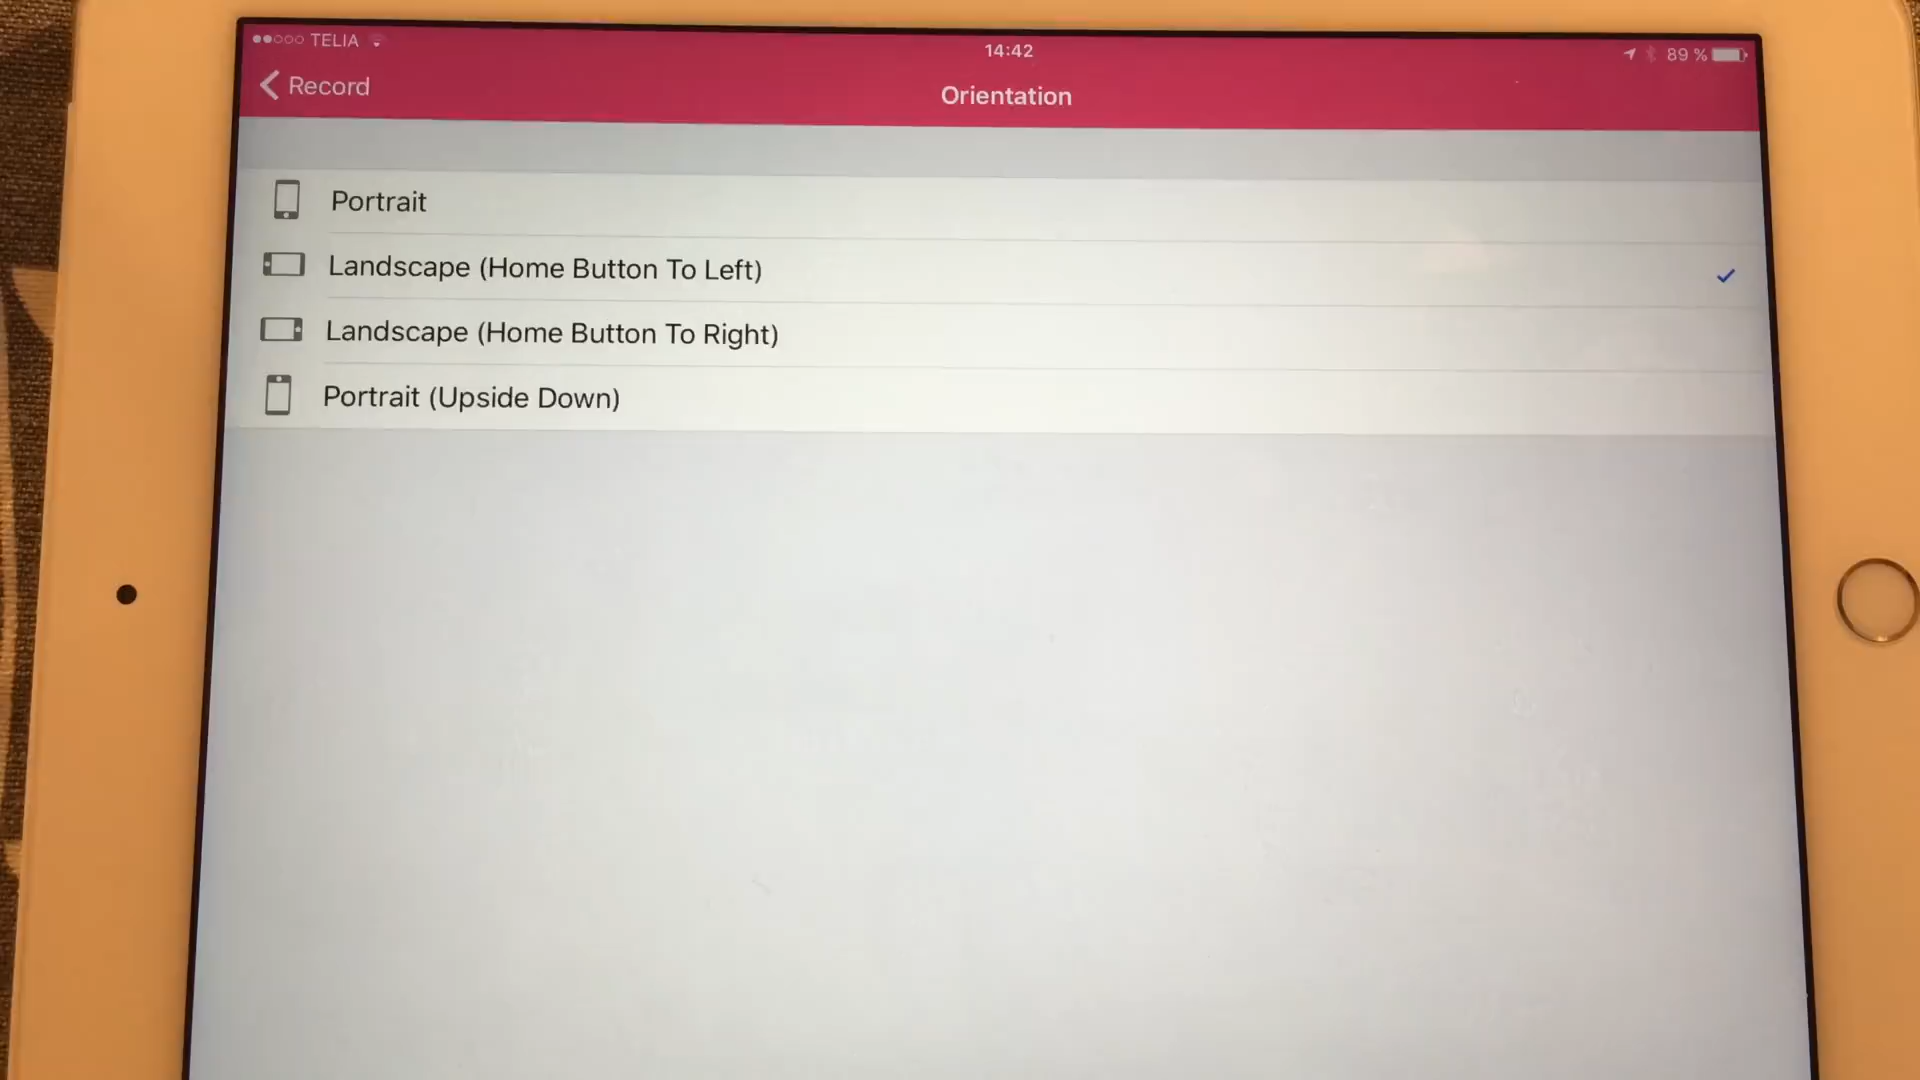 TELIA
14:42
89 %
Record
Orientation
Portrait
Landscape (Home Button To Left)
Landscape (Home Button To Right)
Portrait (Upside Down)